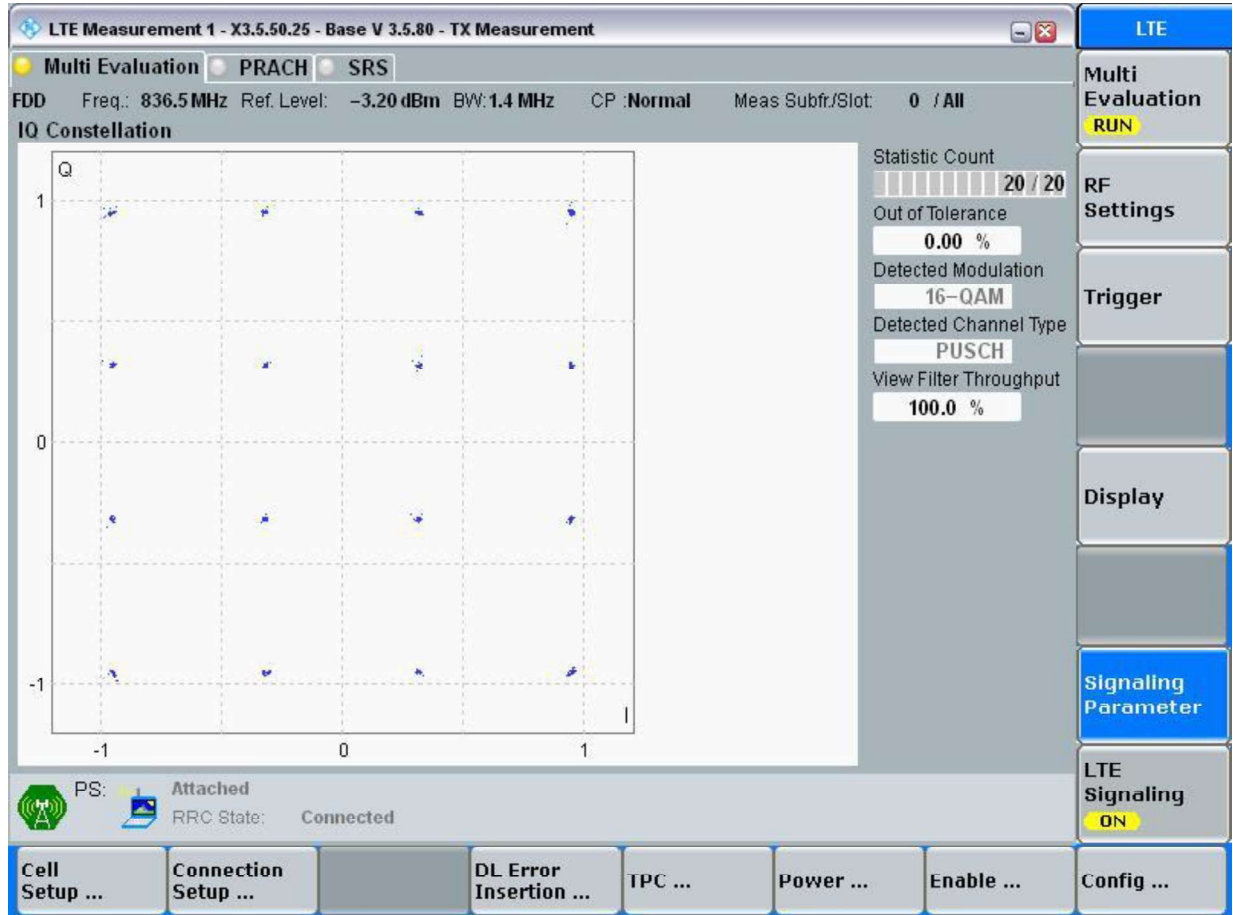 LTE Measurement 1 - X3.5.50.25 - Base V 3.5.80 - TX Measurement
LTE
Multi Evaluation PRACH SRS
FDD Freq.: 836.5 MHz Ref. Level: −3.20 dBm BW: 1.4 MHz CP :Normal Meas Subfr./Slot: 0 / All
IQ Constellation
Q
1
0
-1
I
-1 0 1
Statistic Count
20 / 20
Out of Tolerance
0.00 %
Detected Modulation
16−QAM
Detected Channel Type
PUSCH
View Filter Throughput
100.0 %
Multi
Evaluation
RUN
RF
Settings
Trigger
Display
Signaling
Parameter
LTE
Signaling
ON
PS: Attached
RRC State: Connected
Cell
Setup ...
Connection
Setup ...
DL Error
Insertion ...
TPC ...
Power ...
Enable ...
Config ...